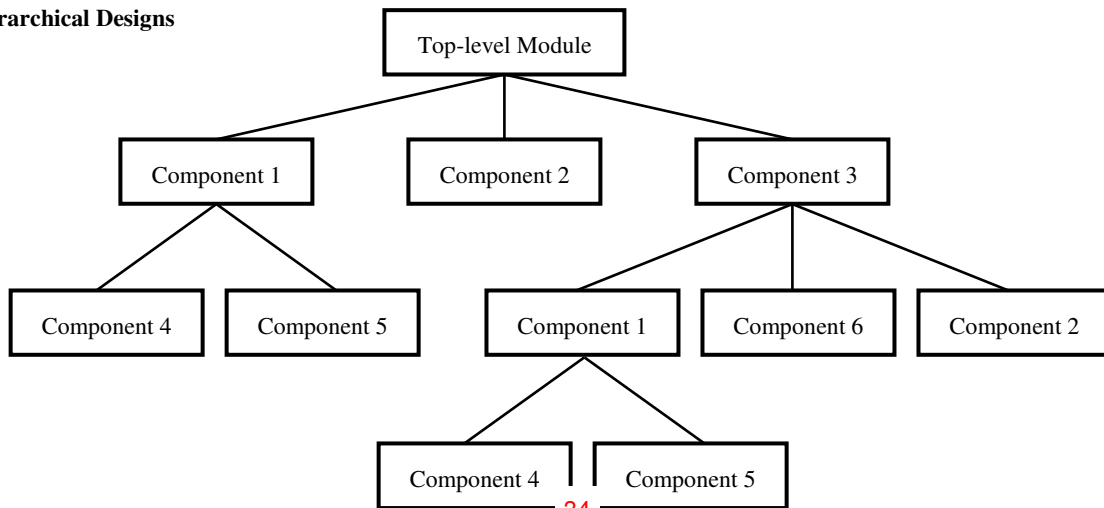 rarchical Designs
Top-level Module
Component 1
Component 2
Component 3
Component 4
Component 5
Component 1
Component 6
Component 2
Component 4
Component 5